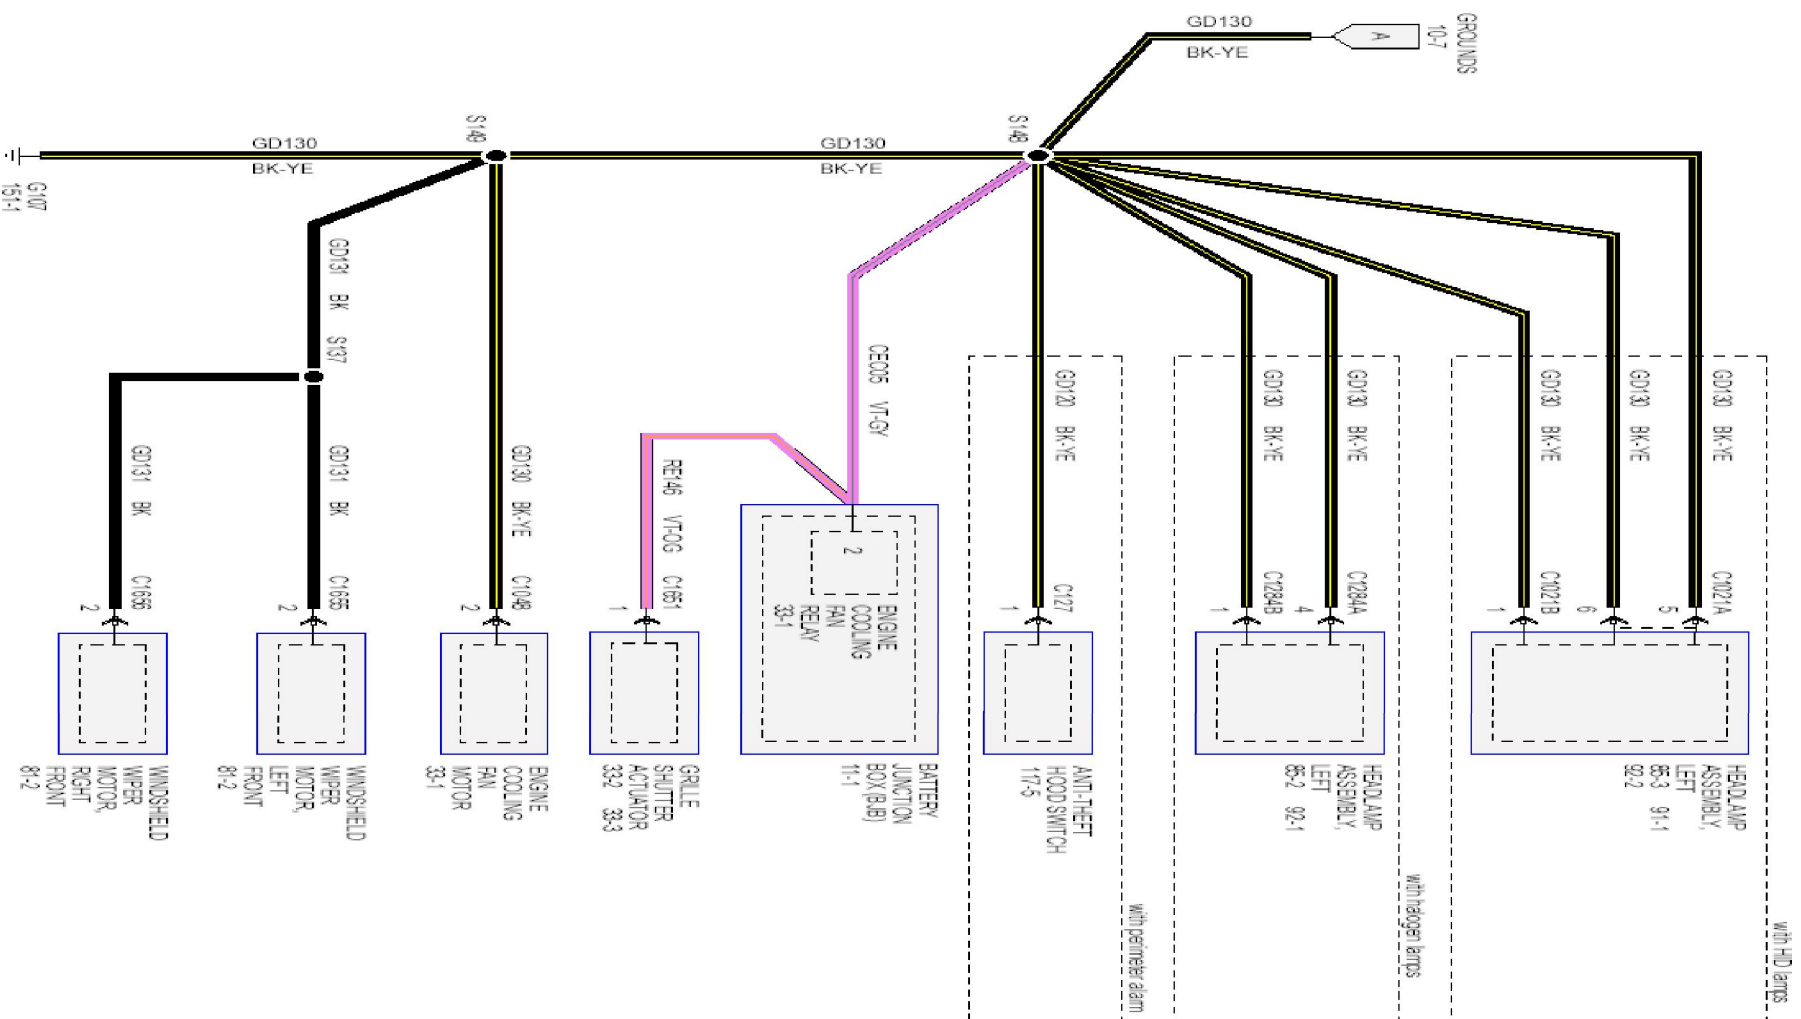 GD130
BK-YE
A
GROUNDS
10-7
S149
S148
GD130
BK-YE
GD130
BK-YE
G107
151-1
GD131 BK
S137
CE006 VT-GY
GD120 BK-YE
GD130 BK-YE
GD130 BK-YE
GD130 BK-YE
GD130 BK-YE
GD130 BK-YE
GD131 BK
GD131 BK
GD130 BK-YE
RE146 VT-OG
C1656
2
C1655
2
C1048
2
C1651
1
2
ENGINE
COOLING
FAN
RELAY
33-1
C127
1
C1284B
1
C1284A
4
C1021B
1
6
5
C1021A
WINDSHIELD
WIPER
MOTOR,
RIGHT
FRONT
81-2
WINDSHIELD
WIPER
MOTOR,
LEFT
FRONT
81-2
ENGINE
COOLING
FAN
MOTOR
33-1
GRILLE
SHUTTER
ACTUATOR
33-2 33-3
BATTERY
JUNCTION
BOX (BJB)
11-1
ANTI-THEFT
HOOD SWITCH
117-5
HEADLAMP
ASSEMBLY,
LEFT
85-2 92-1
HEADLAMP
ASSEMBLY,
LEFT
85-3 91-1
92-2
with perimeter alarm
with halogen lamps
with HID lamps